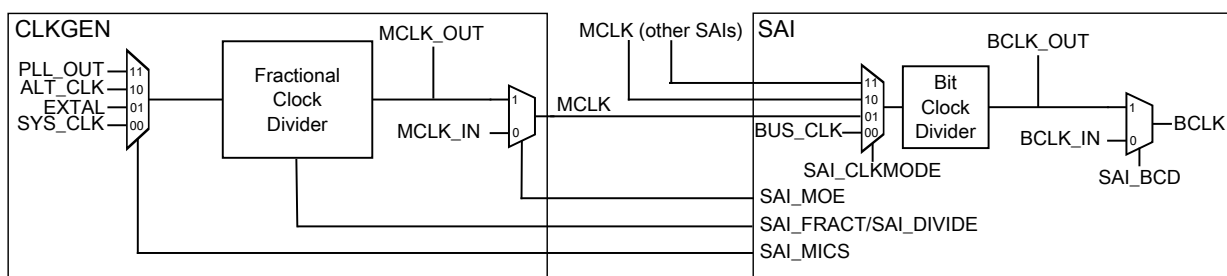 CLKGEN
PLL_OUT
ALT_CLK
EXTAL
SYS_CLK
11
10
01
00
Fractional
Clock
Divider
MCLK_OUT
MCLK_IN
1
0
MCLK
MCLK (other SAIs)
SAI
11
10
01
00
BUS_CLK
SAI_CLKMODE
Bit
Clock
Divider
BCLK_OUT
BCLK_IN
1
0
BCLK
SAI_BCD
SAI_MOE
SAI_FRACT/SAI_DIVIDE
SAI_MICS